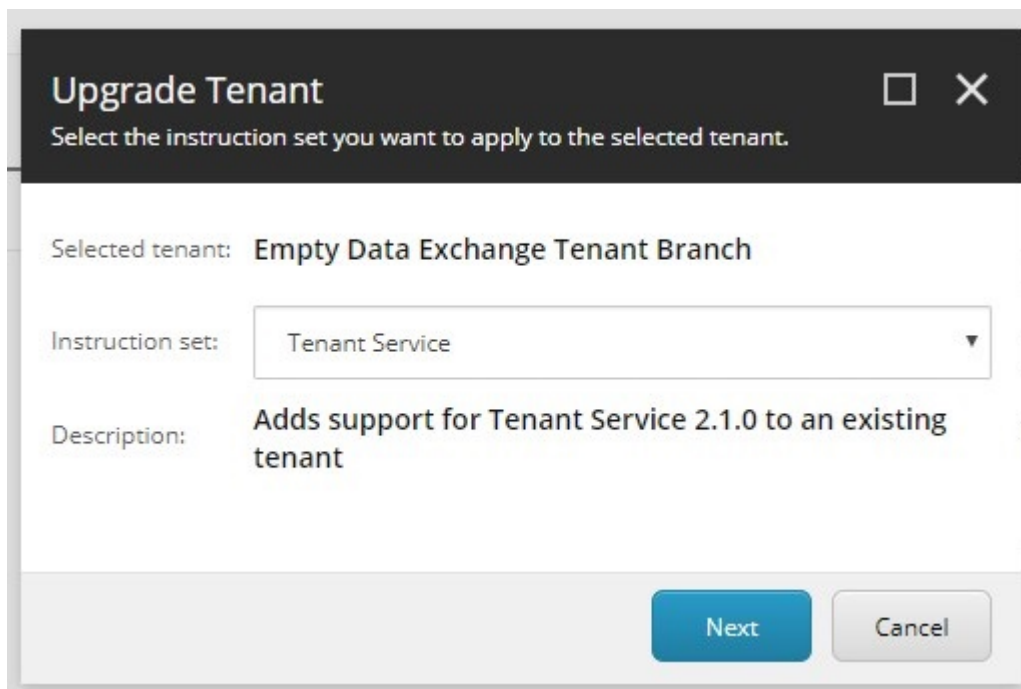 Upgrade Tenant
Select the instruction set you want to apply to the selected tenant.
Selected tenant: Empty Data Exchange Tenant Branch
Instruction set: Tenant Service
Description: Adds support for Tenant Service 2.1.0 to an existing
tenant
Next Cancel